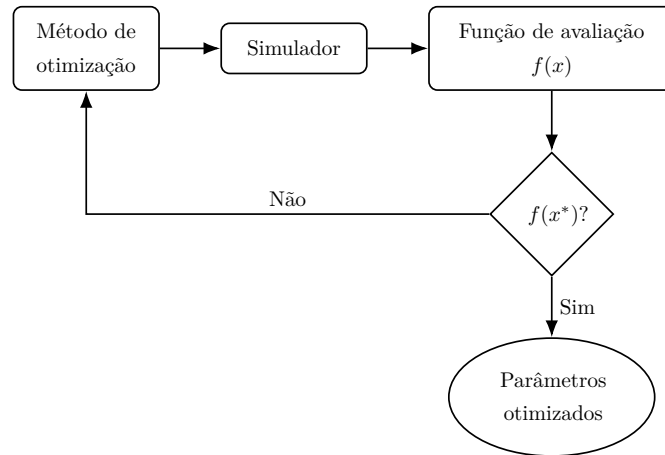 Método de
otimização
Simulador
Função de avaliação
f(x)
Não
f(x*)?
Sim
Parâmetros
otimizados